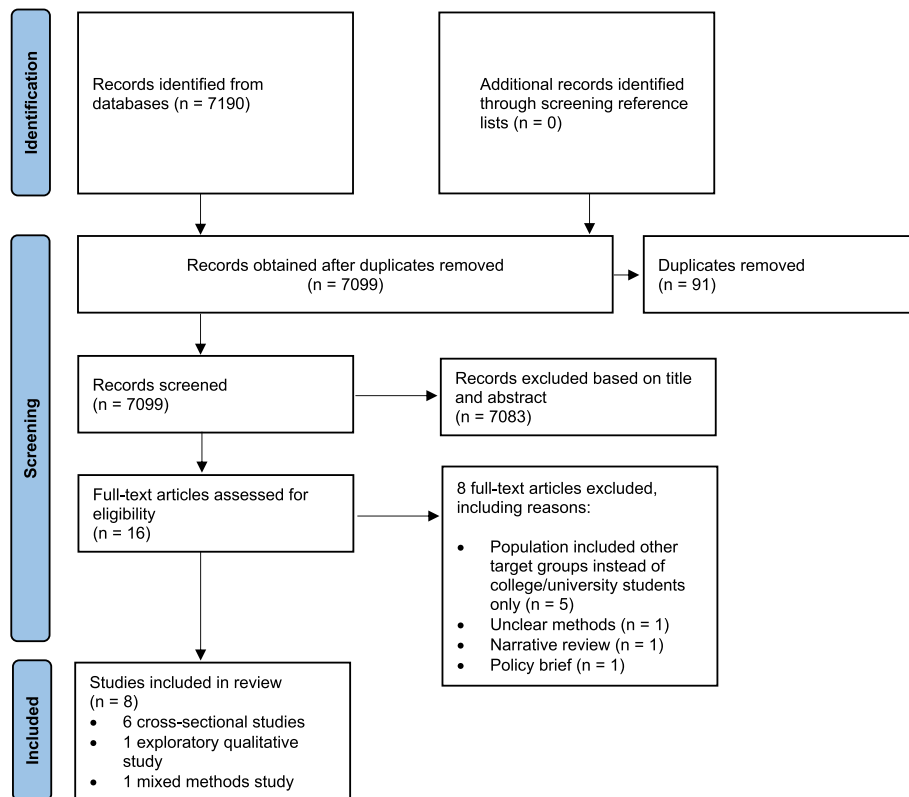 Identification
Records identified from
databases (n = 7190)
Additional records identified
through screening reference
lists (n = 0)
Screening
Records obtained after duplicates removed
(n = 7099)
Duplicates removed
(n = 91)
Records screened
(n = 7099)
Records excluded based on title
and abstract
(n = 7083)
Full-text articles assessed for
eligibility
(n = 16)
8 full-text articles excluded,
including reasons:
• Population included other
target groups instead of
college/university students
only (n = 5)
• Unclear methods (n = 1)
• Narrative review (n = 1)
• Policy brief (n = 1)
Included
Studies included in review
(n = 8)
• 6 cross-sectional studies
• 1 exploratory qualitative
study
• 1 mixed methods study